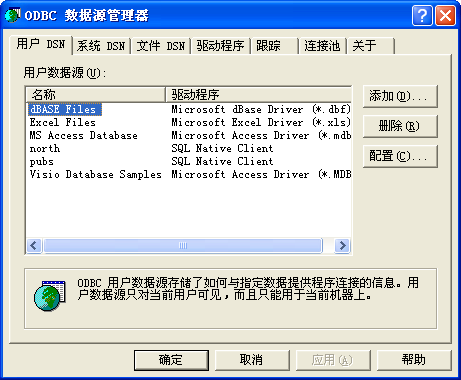 ODBC 数据源管理器
用户 DSN 系统 DSN 文件 DSN 驱动程序 跟踪 连接池 关于
用户数据源(U):
名称 驱动程序
dBASE Files Microsoft dBase Driver (*.dbf)
Excel Files Microsoft Excel Driver (*.xls)
MS Access Database Microsoft Access Driver (*.mdb
north SQL Native Client
pubs SQL Native Client
Visio Database Samples Microsoft Access Driver (*.MDB
添加(D)...
删除(R)
配置(C)...
ODBC 用户数据源存储了如何与指定数据提供程序连接的信息。用
户数据源只对当前用户可见，而且只能用于当前机器上。
确定 取消 应用(A) 帮助